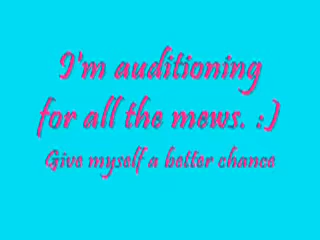 I'm auditioning
for all the mews. :)
Give myself a better chance